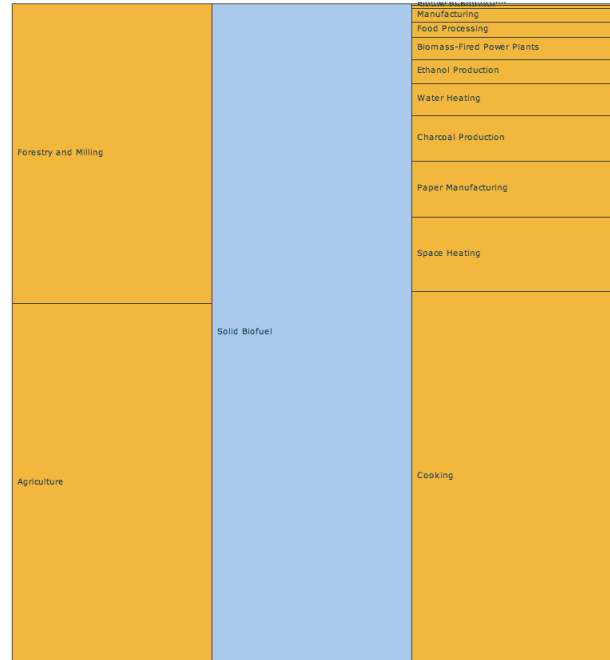 Forestry and Milling
Agriculture
Solid Biofuel
Manufacturing
Food Processing
Biomass-Fired Power Plants
Ethanol Production
Water Heating
Charcoal Production
Paper Manufacturing
Space Heating
Cooking